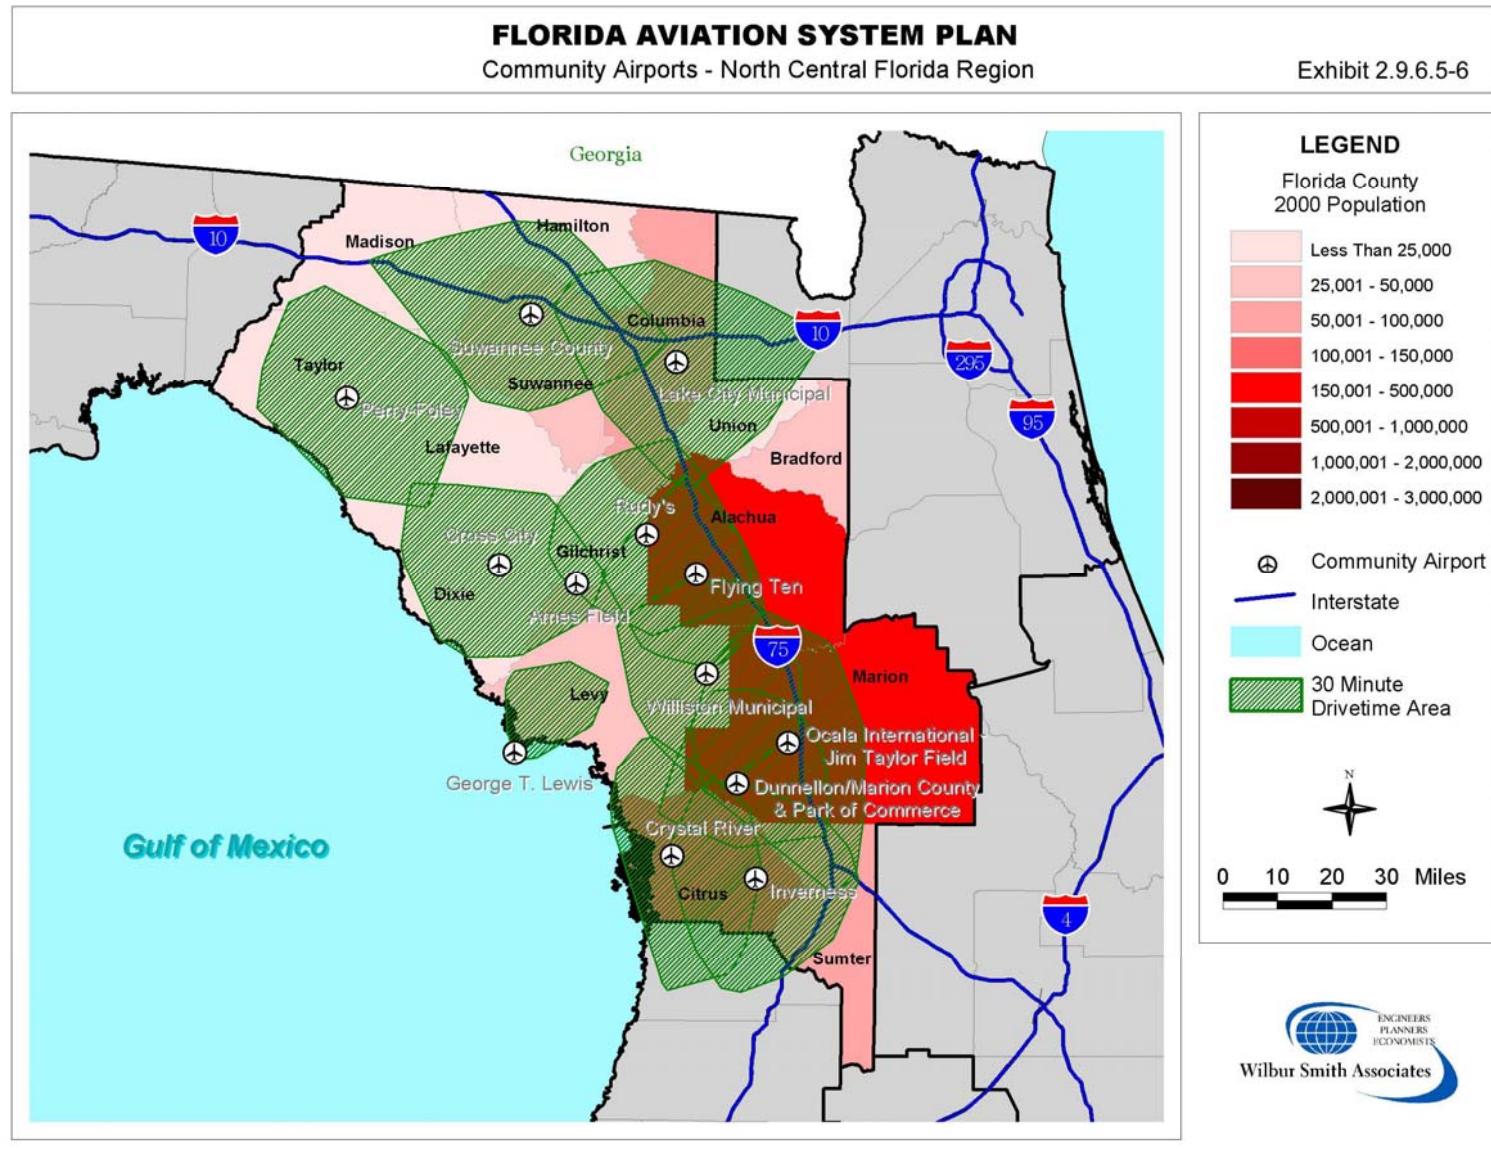 FLORIDA AVIATION SYSTEM PLAN
Community Airports - North Central Florida Region
Exhibit 2.9.6.5-6
Georgia
Hamilton
Madison
10
Columbia
10
Suwannee County
295
Taylor
Suwannee
Lake City Municipal
Perry-Foley
95
Union
Lafayette
Bradford
Rudy's
Alachua
Cross City
Gilchrist
Flying Ten
Dixie
Ames Field
75
Marion
Levy
Williston Municipal
Ocala International
Jim Taylor Field
George T. Lewis
Dunnellon/Marion County
& Park of Commerce
Crystal River
Gulf of Mexico
Citrus
Inverness
4
Sumter
LEGEND
Florida County
2000 Population
Less Than 25,000
25,001 - 50,000
50,001 - 100,000
100,001 - 150,000
150,001 - 500,000
500,001 - 1,000,000
1,000,001 - 2,000,000
2,000,001 - 3,000,000
Community Airport
Interstate
Ocean
30 Minute
Drivetime Area
N
0 10 20 30 Miles
ENGINEERS
PLANNERS
ECONOMISTS
Wilbur Smith Associates